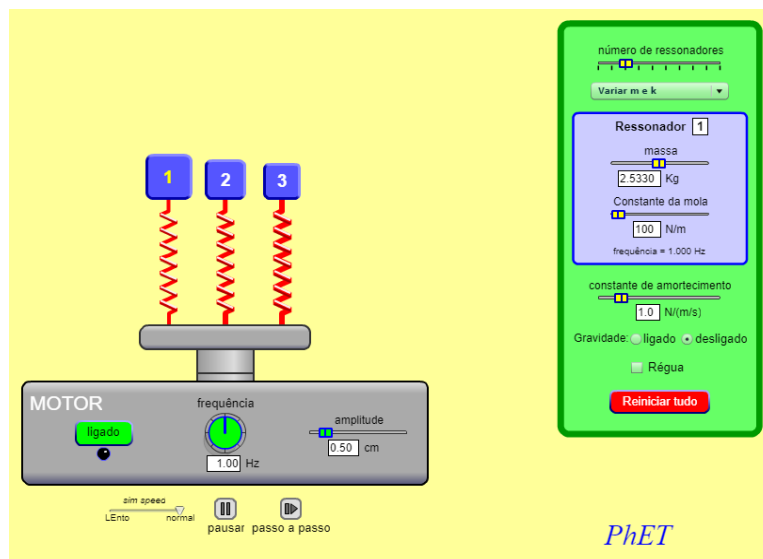 número de ressonadores
Variar m e k
Ressonador 1
massa
2.5330 Kg
Constante da mola
100 N/m
frequência = 1.000 Hz
constante de amortecimento
1.0 N/(m/s)
Gravidade: ligado desligado
Régua
Reiniciar tudo
1
2
3
MOTOR
ligado
frequência
1.00 Hz
amplitude
0.50 cm
sim speed
LEnto normal
pausar passo a passo
PhET